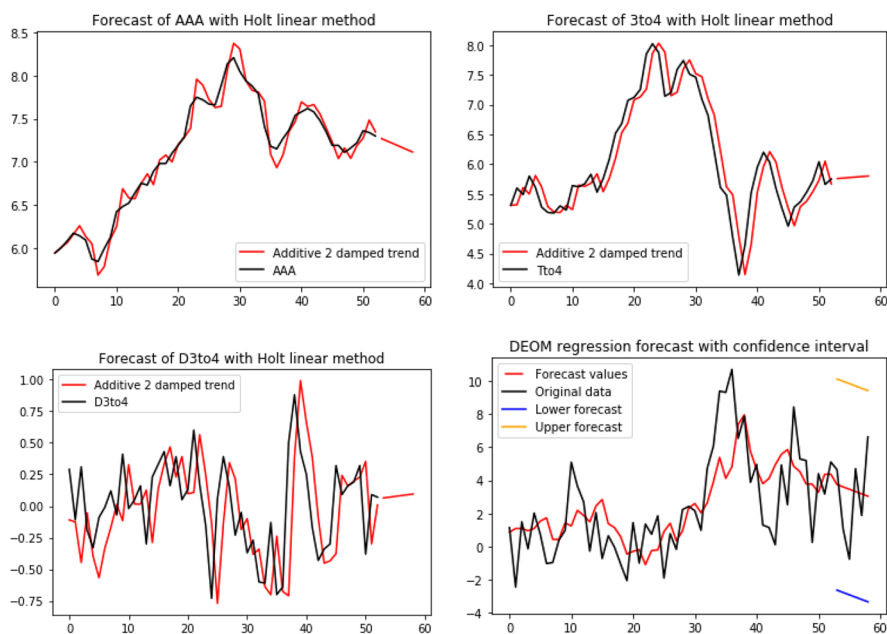 Forecast of AAA with Holt linear method
8.5
8.0
7.5
7.0
6.5
6.0
Additive 2 damped trend
AAA
0 10 20 30 40 50 60
Forecast of 3to4 with Holt linear method
8.0
7.5
7.0
6.5
6.0
5.5
5.0
4.5
4.0
Additive 2 damped trend
Tto4
0 10 20 30 40 50 60
Forecast of D3to4 with Holt linear method
Additive 2 damped trend
D3to4
1.00
0.75
0.50
0.25
0.00
−0.25
−0.50
−0.75
0 10 20 30 40 50 60
DEOM regression forecast with confidence interval
Forecast values
Original data
Lower forecast
Upper forecast
10
8
6
4
2
0
−2
−4
0 10 20 30 40 50 60